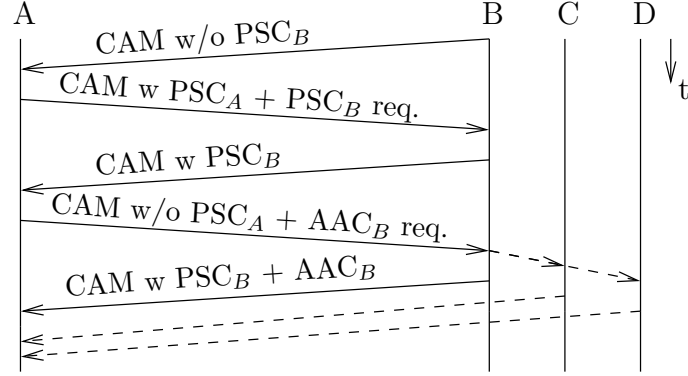 A B C D
CAM w/o PSC_B
t
CAM w PSC_A + PSC_B req.
CAM w PSC_B
CAM w/o PSC_A + AAC_B req.
CAM w PSC_B + AAC_B